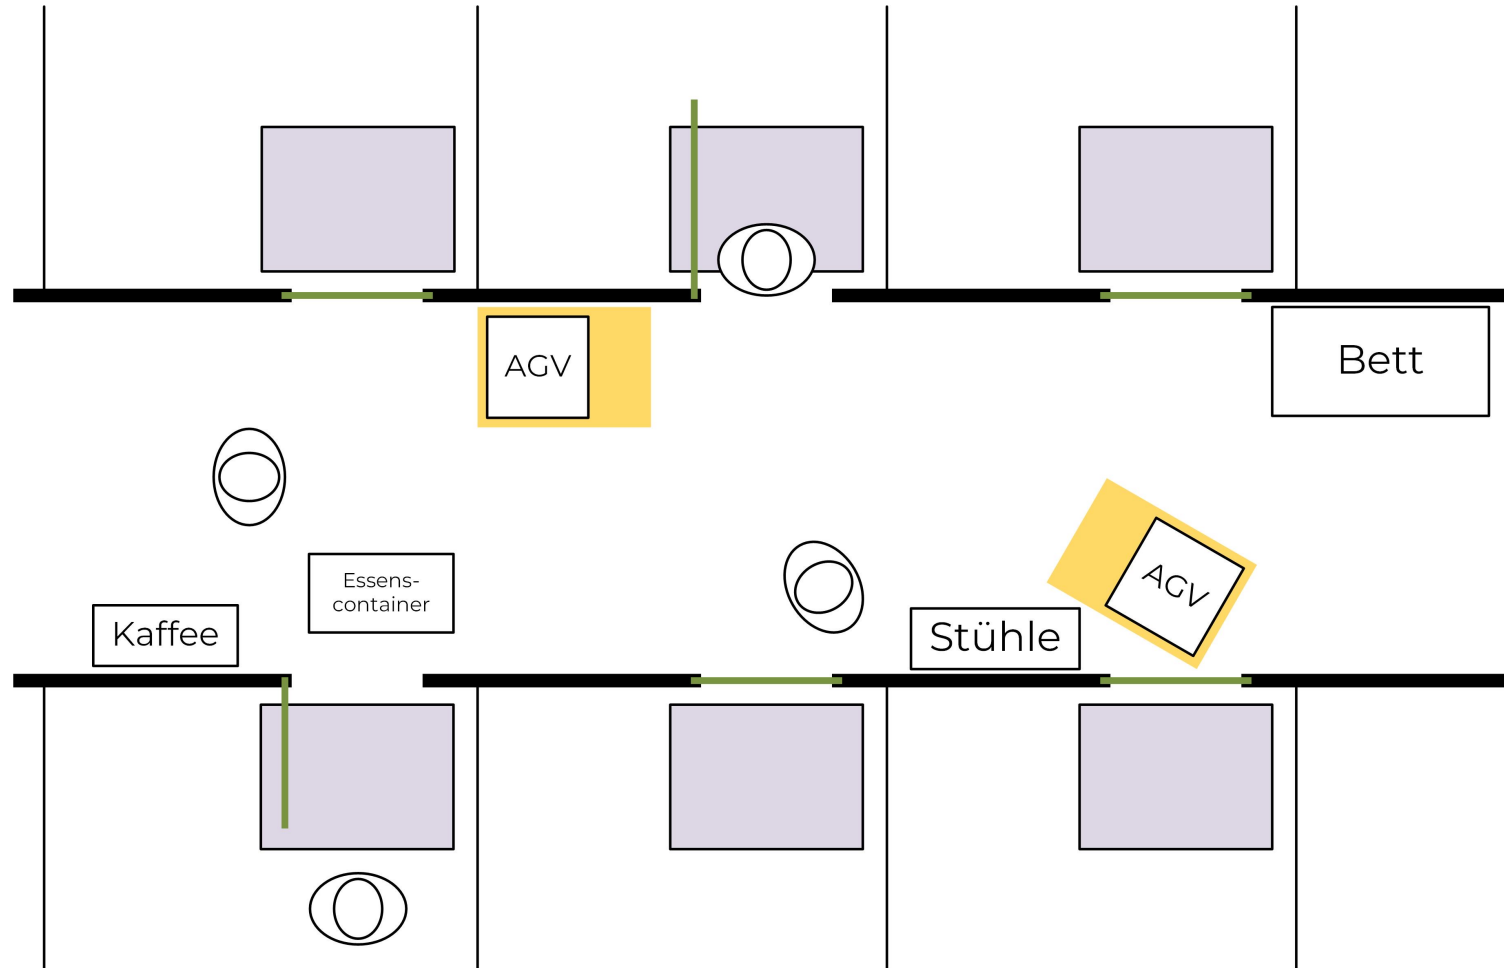 AGV
Bett
Essens-
container
AGV
Kaffee
Stühle